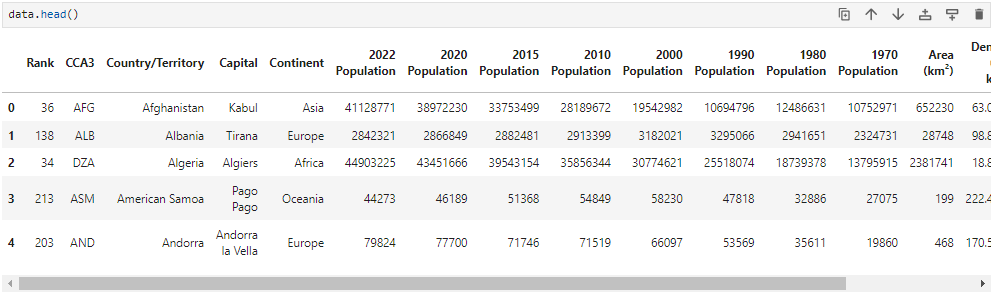 data.head()
Rank CCA3 Country/Territory Capital Continent 2022 Population 2020 Population 2015 Population 2010 Population 2000 Population 1990 Population 1980 Population 1970 Population Area (km²)
0 36 AFG Afghanistan Kabul Asia 41128771 38972230 33753499 28189672 19542982 10694796 12486631 10752971 652230 63.0
1 138 ALB Albania Tirana Europe 2842321 2866849 2882481 2913399 3182021 3295066 2941651 2324731 28748 98.8
2 34 DZA Algeria Algiers Africa 44903225 43451666 39543154 35856344 30774621 25518074 18739378 13795915 2381741 18.8
3 213 ASM American Samoa Pago Pago Oceania 44273 46189 51368 54849 58230 47818 32886 27075 199 222.4
4 203 AND Andorra Andorra la Vella Europe 79824 77700 71746 71519 66097 53569 35611 19860 468 170.5